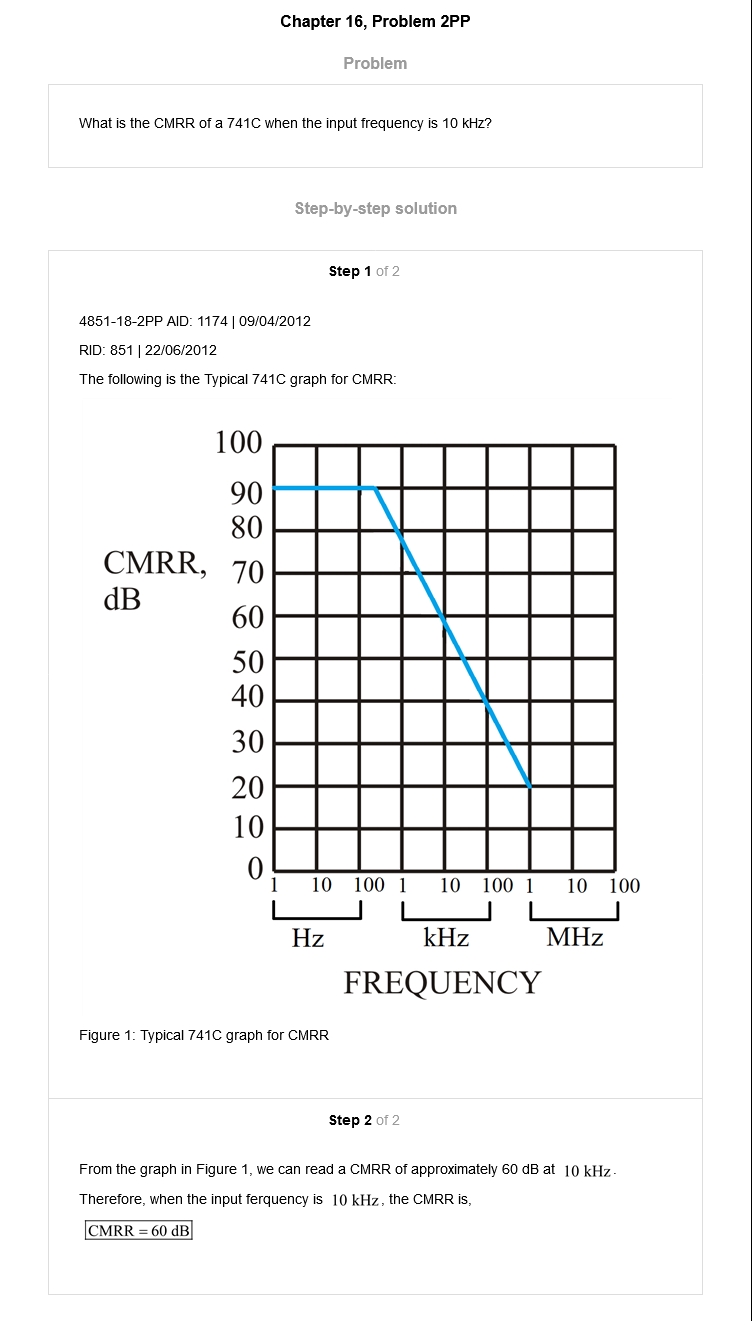 Chapter 16, Problem 2PP
Problem
What is the CMRR of a 741C when the input frequency is 10 kHz?
Step-by-step solution
Step 1 of 2
4851-18-2PP AID: 1174 | 09/04/2012
RID: 851 | 22/06/2012
The following is the Typical 741C graph for CMRR:
100
90
80
CMRR,
dB
70
60
50
40
30
20
10
0
1 10 100 1 10 100 1 10 100
Hz kHz MHz
FREQUENCY
Figure 1: Typical 741C graph for CMRR
Step 2 of 2
From the graph in Figure 1, we can read a CMRR of approximately 60 dB at 10 kHz.
Therefore, when the input ferquency is 10 kHz, the CMRR is,
CMRR = 60 dB